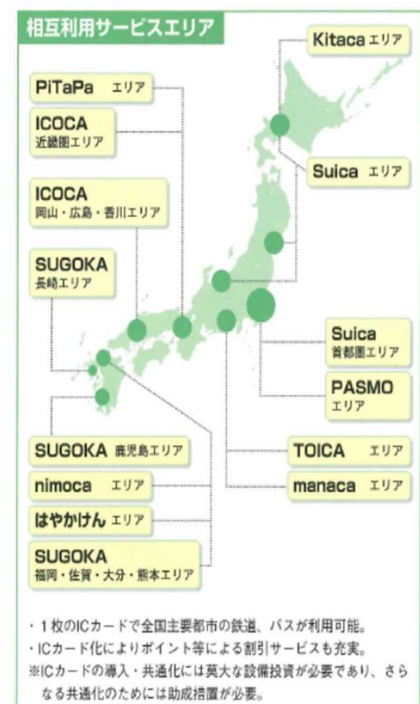 相互利用サービスエリア
Kitaca エリア
PiTaPa エリア
ICOCA
近畿圏エリア
Suica エリア
ICOCA
岡山・広島・香川エリア
SUGOKA
長崎エリア
Suica
首都圏エリア
PASMO
エリア
SUGOKA 鹿児島エリア
TOICA エリア
nimoca エリア
manaca エリア
はやかけん エリア
SUGOKA
福岡・佐賀・大分・熊本エリア
・1枚のICカードで全国主要都市の鉄道、バスが利用可能。
・ICカード化によりポイント等による割引サービスも充実。
※ICカードの導入・共通化には莫大な設備投資が必要であり、さら
なる共通化のためには助成措置が必要。